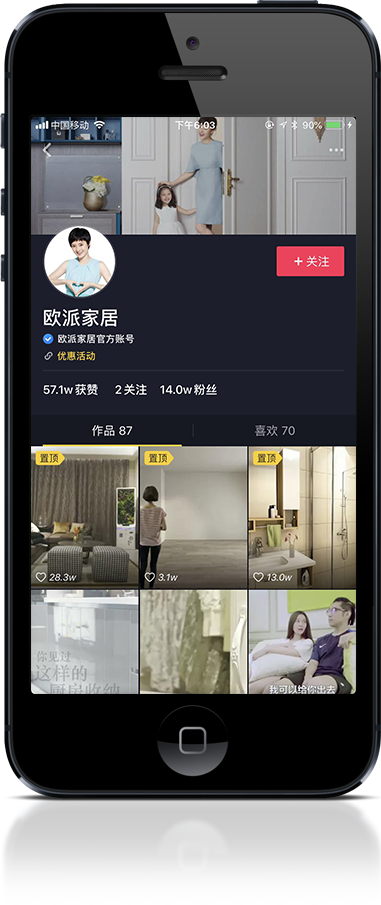 中国移动
下午6:03
90%
+ 关注
欧派家居
欧派家居官方账号
优惠活动
57.1w 获赞 2 关注 14.0w 粉丝
作品 87
喜欢 70
置顶 置顶 置顶
28.3w 3.1w 13.0w
你见过
这样的
厨房收纳
我可以给你出去